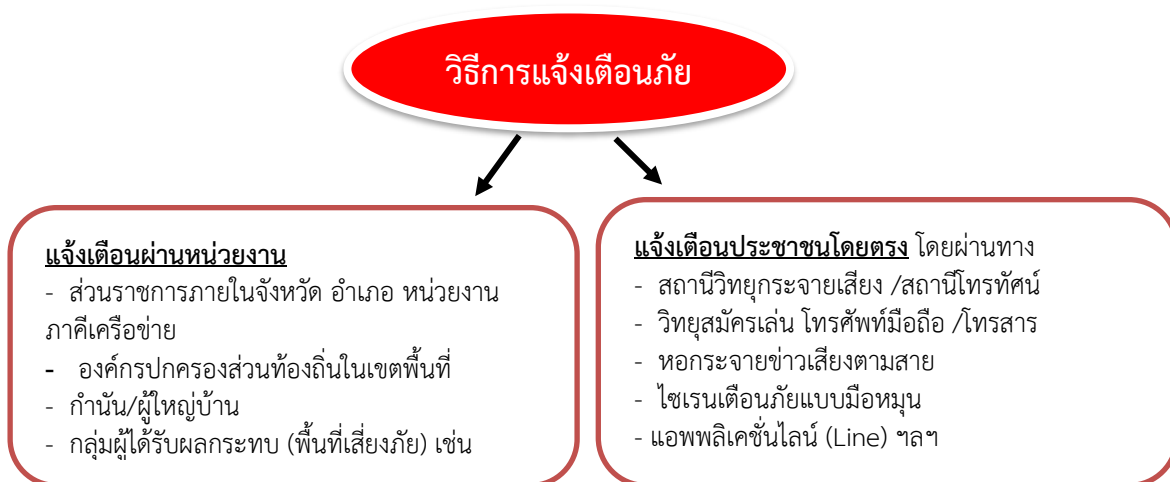 วิธีการแจ้งเตือนภัย
แจ้งเตือนผ่านหน่วยงาน
- ส่วนราชการภายในจังหวัด อำเภอ หน่วยงาน
ภาคีเครือข่าย
- องค์กรปกครองส่วนท้องถิ่นในเขตพื้นที่
- กำนัน/ผู้ใหญ่บ้าน
- กลุ่มผู้ได้รับผลกระทบ (พื้นที่เสี่ยงภัย) เช่น
แจ้งเตือนประชาชนโดยตรง โดยผ่านทาง
- สถานีวิทยุกระจายเสียง /สถานีโทรทัศน์
- วิทยุสมัครเล่น โทรศัพท์มือถือ /โทรสาร
- หอกระจายข่าวเสียงตามสาย
- ไซเรนเตือนภัยแบบมือหมุน
- แอพพลิเคชั่นไลน์ (Line) ฯลฯ